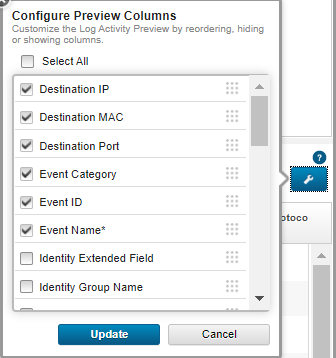 Configure Preview Columns
Customize the Log Activity Preview by reordering, hiding
or showing columns.
Select All
Destination IP
Destination MAC
Destination Port
Event Category
Event ID
Event Name*
Identity Extended Field
Identity Group Name
Update
Cancel
?
otoco